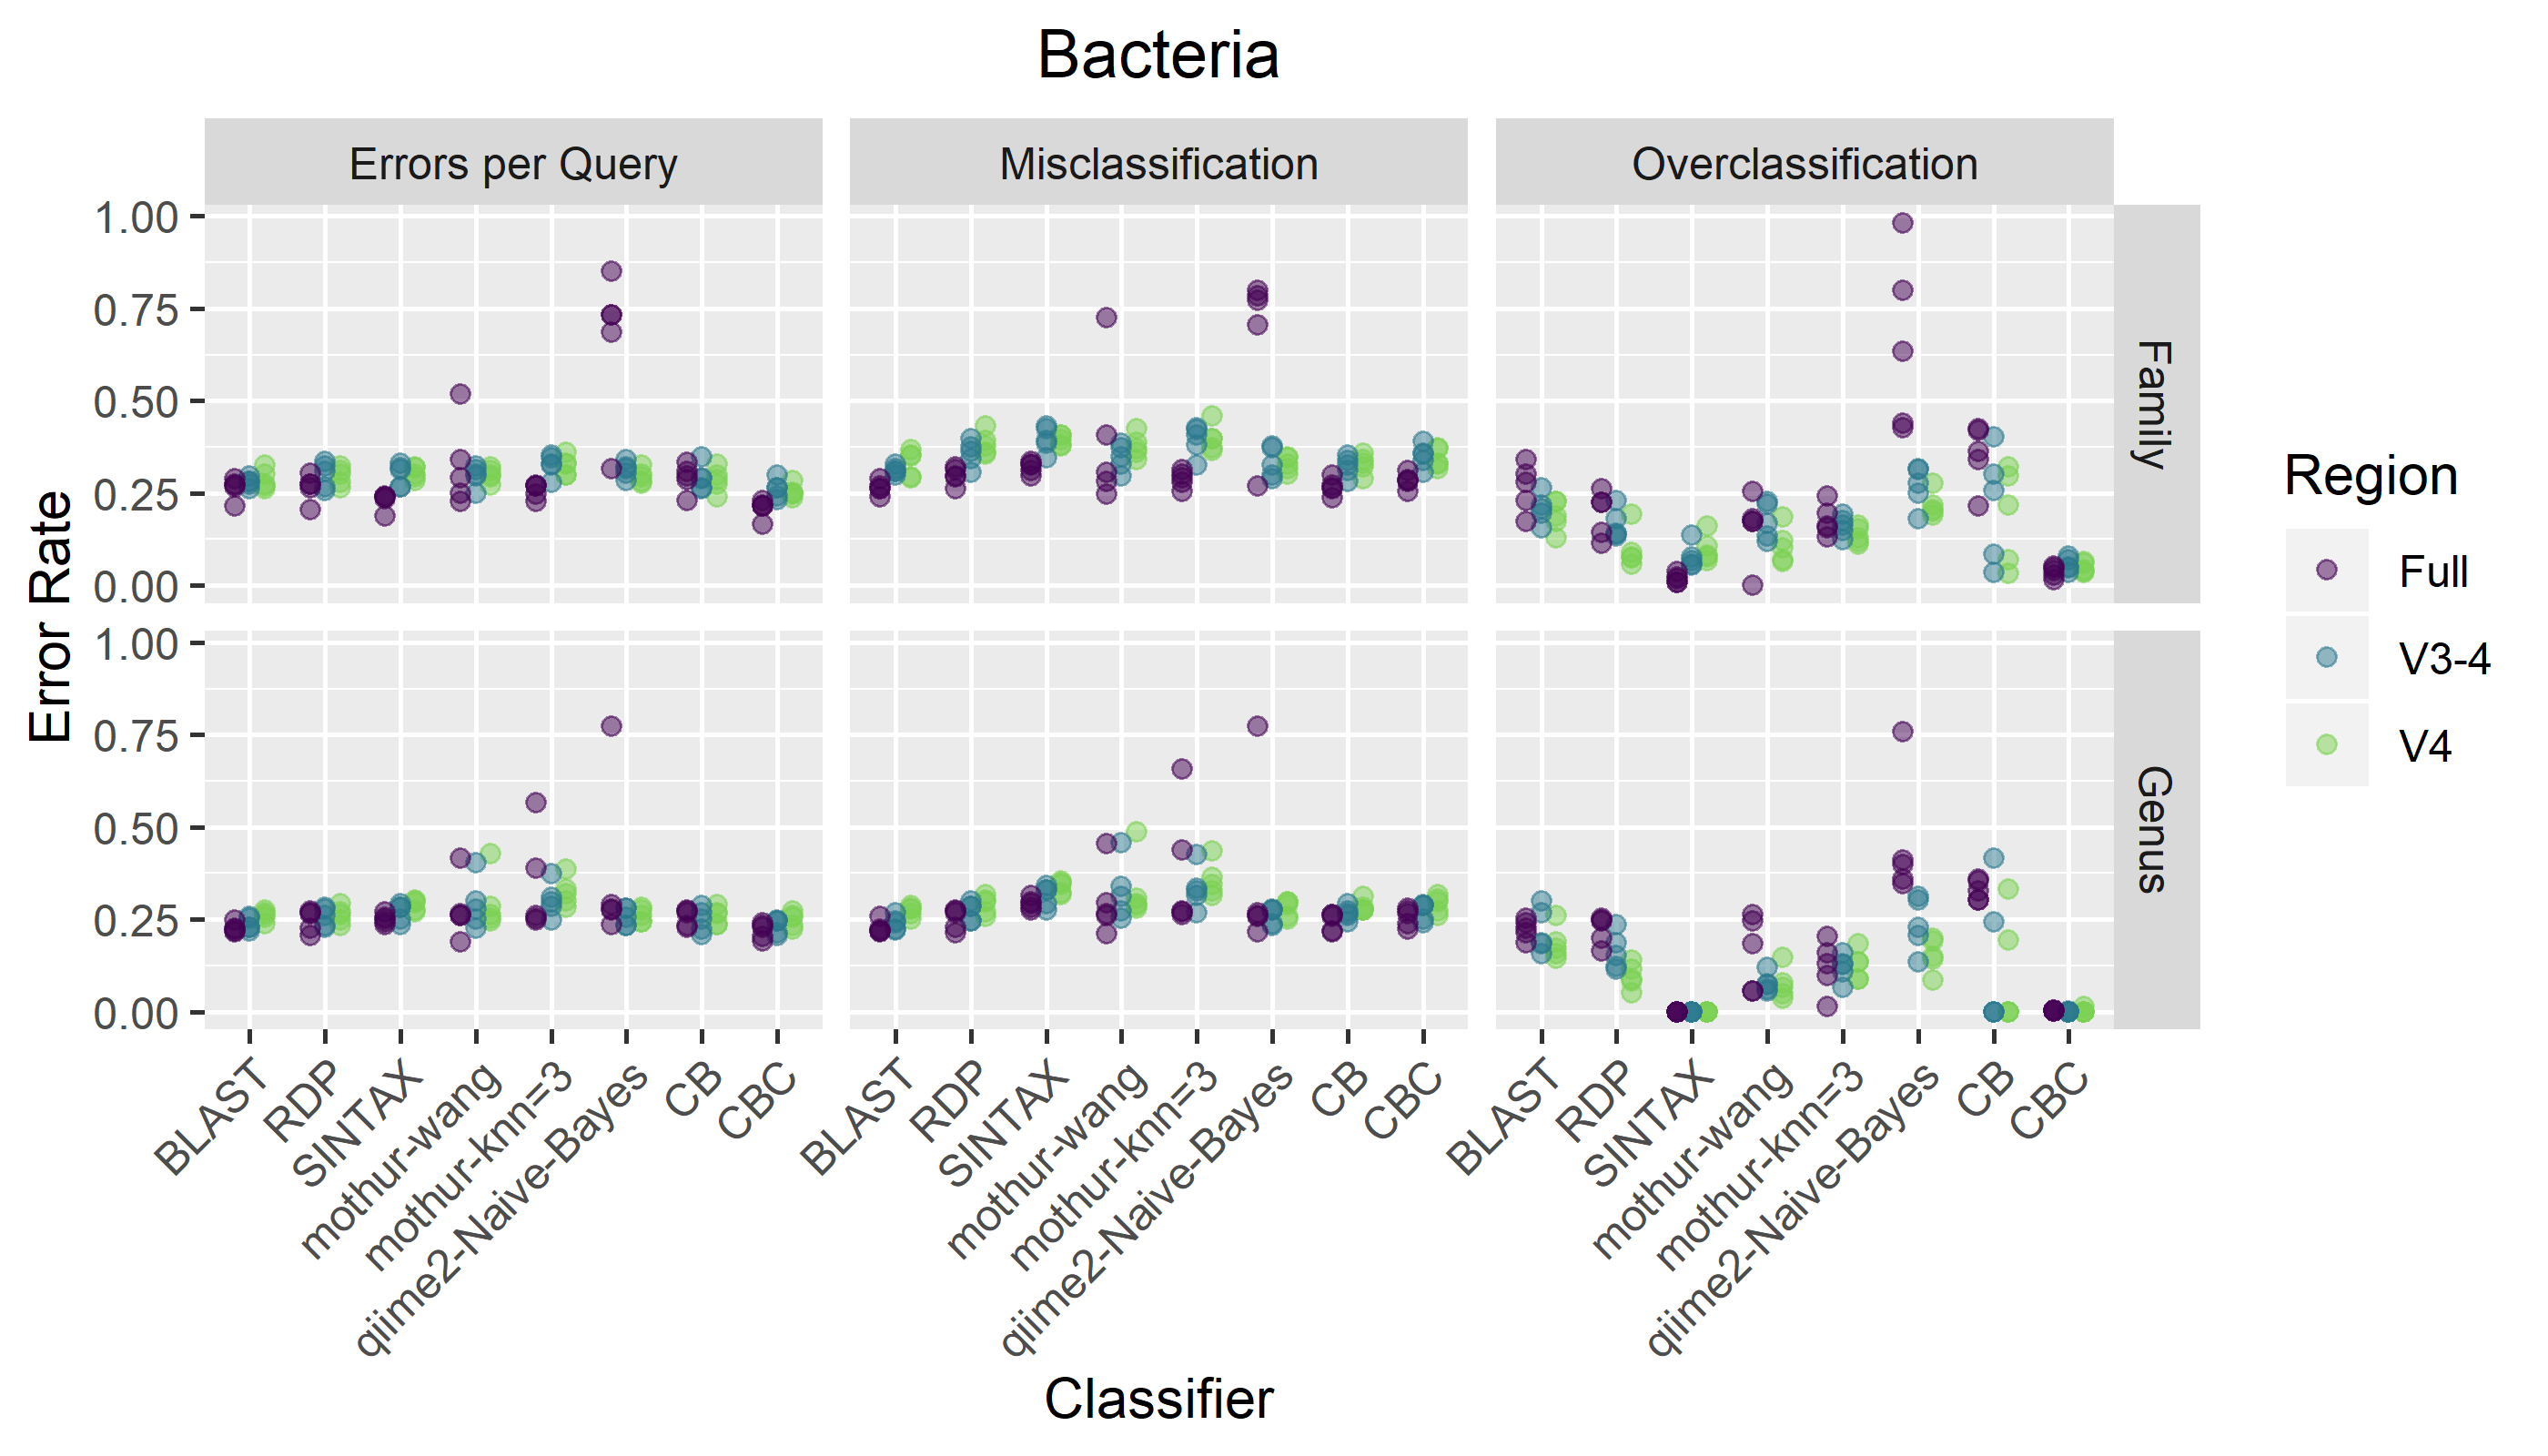 Bacteria
Errors per Query
Misclassification
Overclassification
1.00
0.75
0.50
0.25
0.00
Family
1.00
0.75
0.50
0.25
0.00
Genus
Error Rate
BLAST
RDP
SINTAX
mothur-wang
mothur-knn=3
qiime2-Naive-Bayes
CB
CBC
BLAST
RDP
SINTAX
mothur-wang
mothur-knn=3
qiime2-Naive-Bayes
CB
CBC
BLAST
RDP
SINTAX
mothur-wang
mothur-knn=3
qiime2-Naive-Bayes
CB
CBC
Classifier
Region
Full
V3-4
V4